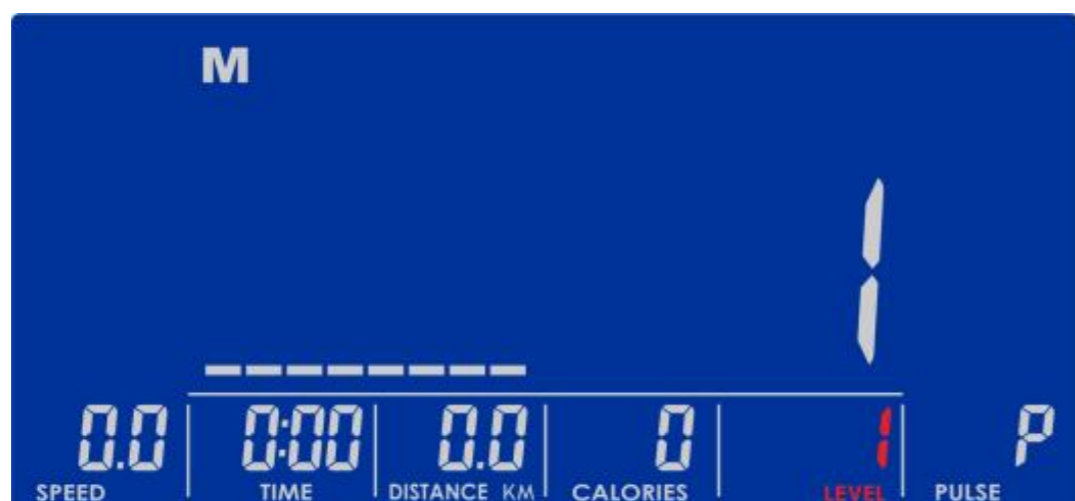 M
1
0.0 0:00 0.0 0 1 P
SPEED TIME DISTANCE KM CALORIES LEVEL PULSE